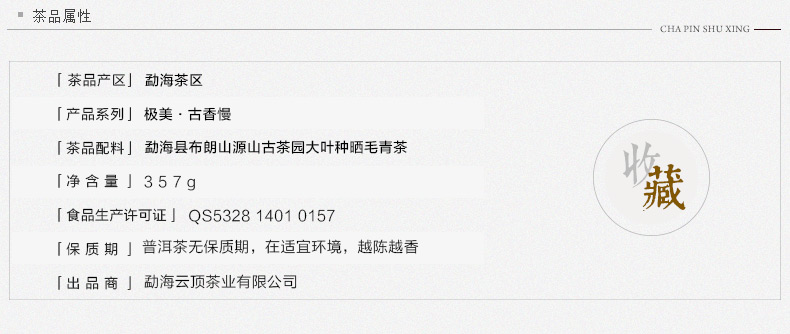 茶品属性
CHA PIN SHU XING
「茶品产区」 勐海茶区
「产品系列」 极美·古香慢
「茶品配料」 勐海县布朗山源山古茶园大叶种晒毛青茶
「净含量」 357g
「食品生产许可证」 QS5328 1401 0157
「保质期」 普洱茶无保质期，在适宜环境，越陈越香
「出品商」 勐海云顶茶业有限公司
收藏